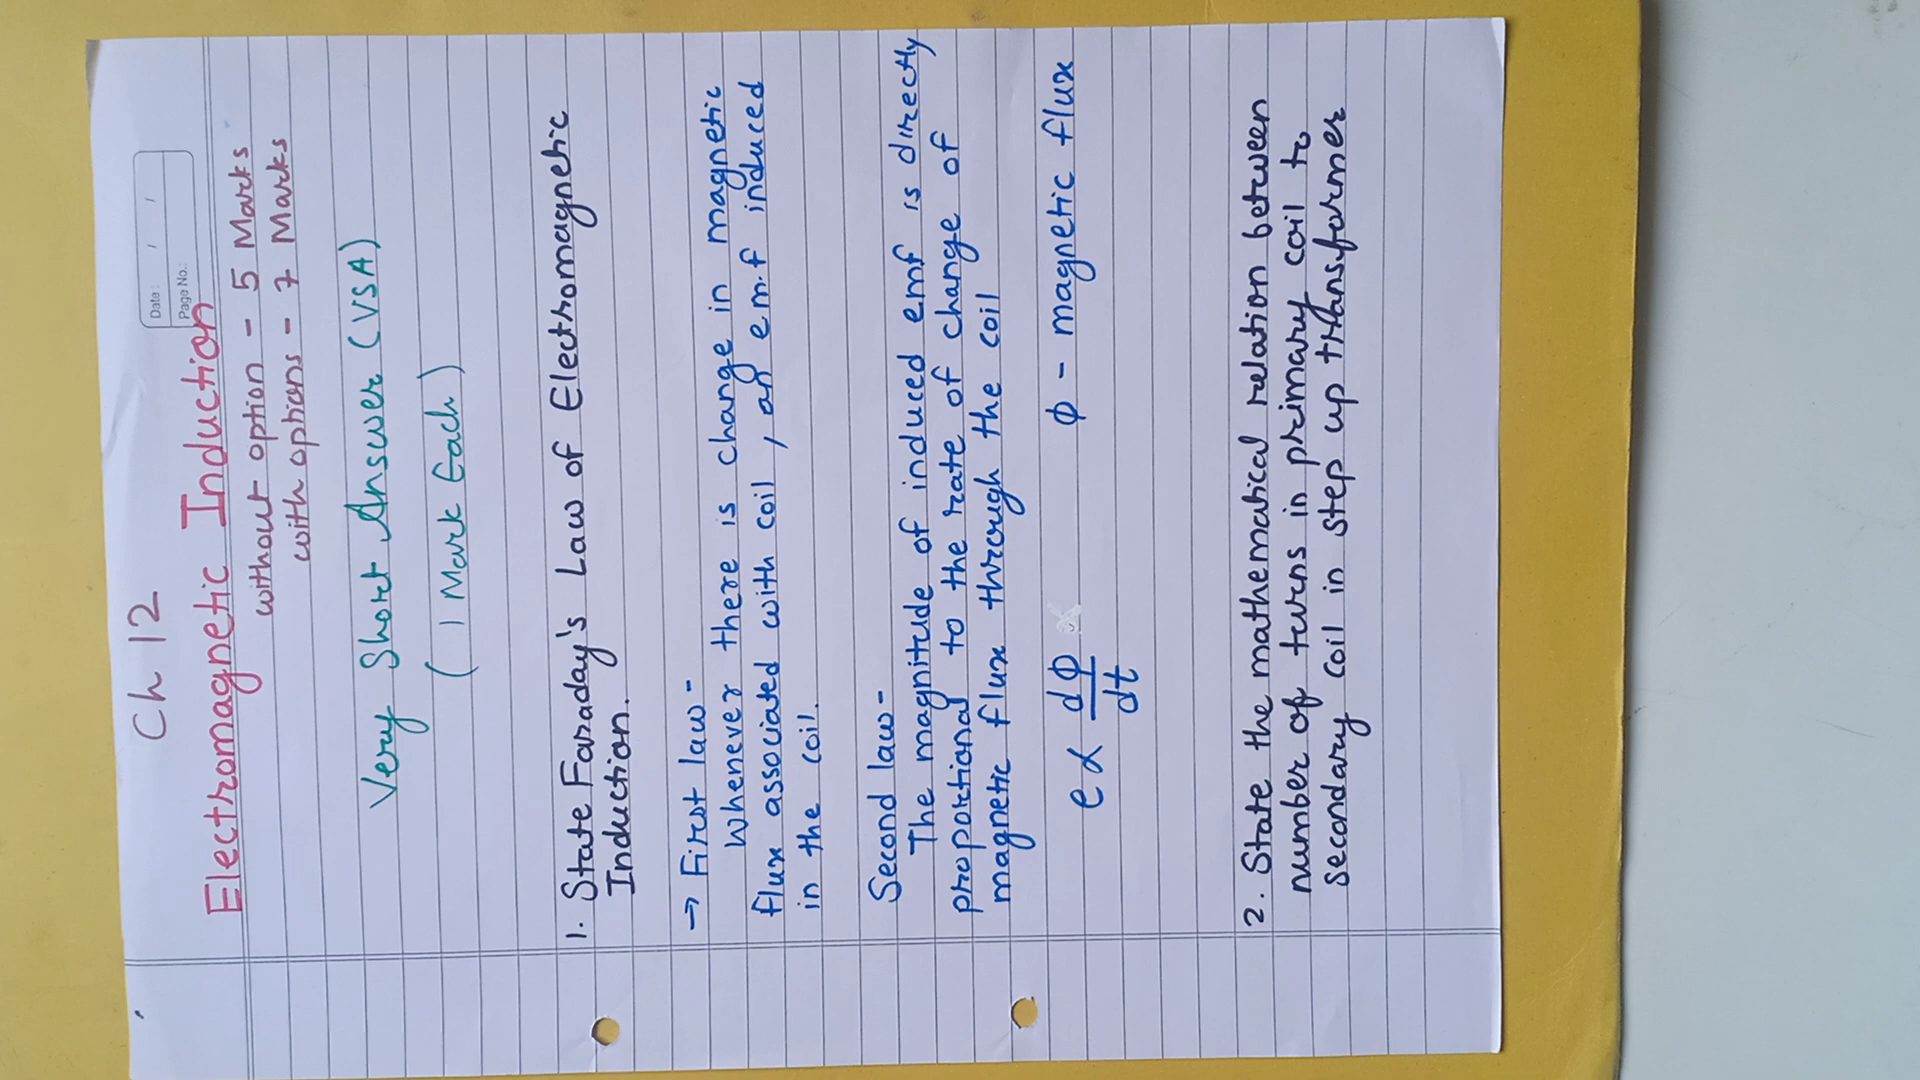 Date: / /
Page No.:
Ch 12
Electromagnetic Induction
without option - 5 Marks
with options - 7 Marks
Very Short Answer (VSA)
(1 Mark Each)
1. State Faraday's Law of Electromagnetic
Induction.
→ First law -
Whenever there is change in magnetic
flux associated with coil, an e.m.f induced
in the coil.
Second law -
The magnitude of induced emf is directly
proportional to the rate of change of
magnetic flux through the coil
e ∝ dφ/dt φ - magnetic flux
2. State the mathematical relation between
number of turns in primary coil to
secondary coil in step up transformer